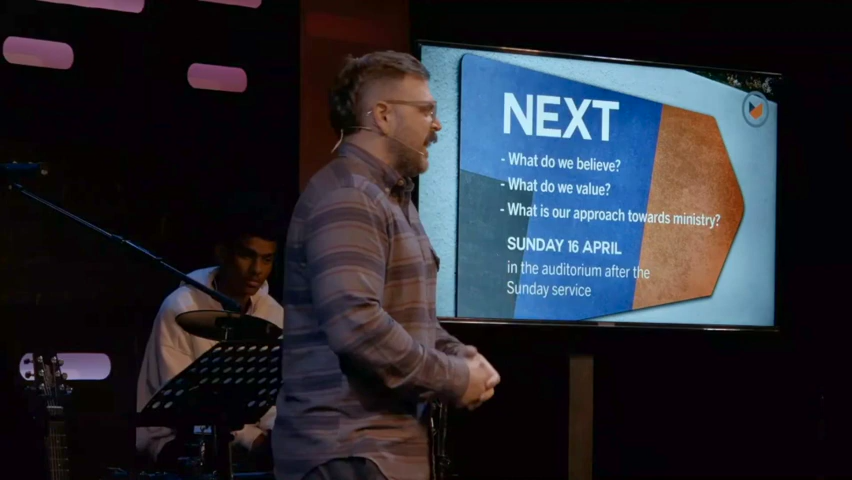 NEXT
- What do we believe?
- What do we value?
- What is our approach towards ministry?
SUNDAY 16 APRIL
in the auditorium after the
Sunday service